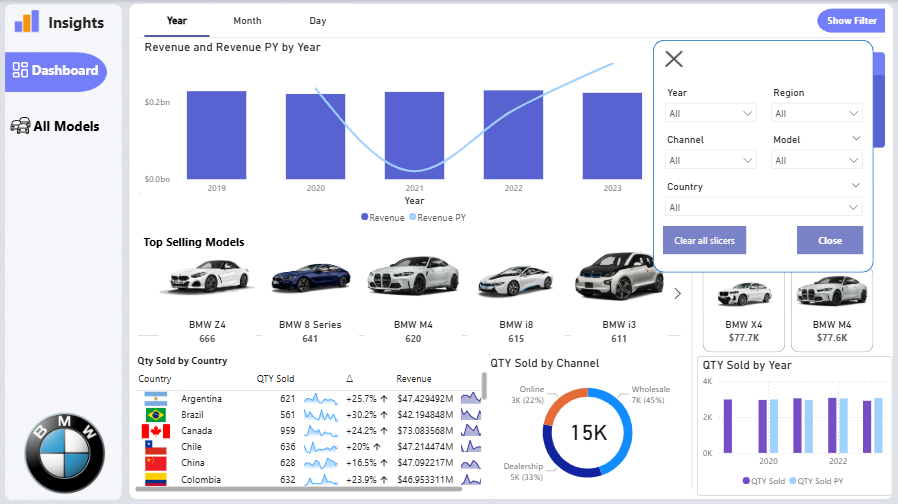 Insights
Dashboard
All Models
BMW
Year Month Day
Show Filter
Revenue and Revenue PY by Year
$0.2bn
$0.0bn
2019 2020 2021 2022 2023
Year
Revenue Revenue PY
Year Region
All All
Channel Model
All All
Country
All
Clear all slicers Close
Top Selling Models
BMW Z4 BMW 8 Series BMW M4 BMW i8 BMW i3
666 641 620 615 611
BMW X4 BMW M4
$77.7K $77.6K
Qty Sold by Country
Country QTY Sold Δ Revenue
Argentina 621 +25.7% ↑ $47.429492M
Brazil 561 +30.2% ↑ $42.194848M
Canada 959 +24.2% ↑ $73.083568M
Chile 636 +20% ↑ $47.214474M
China 628 +16.5% ↑ $47.092217M
Colombia 632 +23.9% ↑ $46.953311M
QTY Sold by Channel
Online
3K (22%)
Wholesale
7K (45%)
15K
Dealership
5K (33%)
QTY Sold by Year
4K
2K
0K
2020 2022
QTY Sold QTY Sold PY